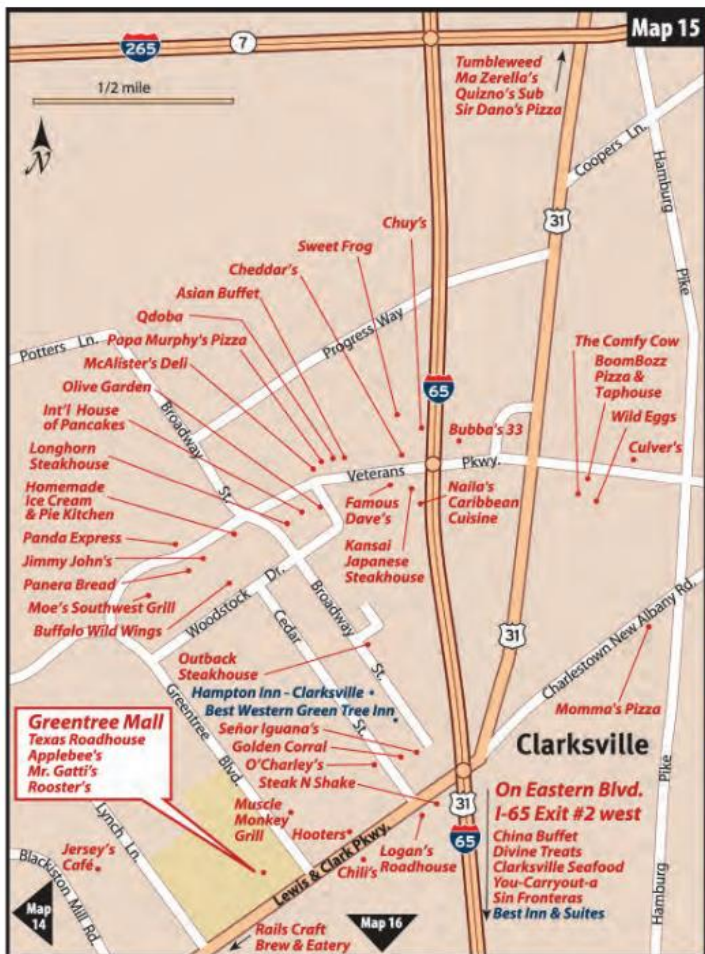 Map 15
265
7
1/2 mile
N
Tumbleweed
Ma Zerella's
Quizno's Sub
Sir Dano's Pizza
Coopers Ln.
Hamburg
Pike
31
Chuy's
Sweet Frog
Cheddar's
Asian Buffet
Qdoba
Papa Murphy's Pizza
McAlister's Deli
Olive Garden
Int'l House
of Pancakes
Longhorn
Steakhouse
Homemade
Ice Cream
& Pie Kitchen
Panda Express
Jimmy John's
Panera Bread
Moe's Southwest Grill
Buffalo Wild Wings
Potters Ln.
Progress Way
Broadway
St.
65
The Comfy Cow
BoomBozz
Pizza &
Taphouse
Wild Eggs
Culver's
Bubba's 33
Veterans
Pkwy.
Famous
Dave's
Naila's
Caribbean
Cuisine
Kansai
Japanese
Steakhouse
Woodstock Dr.
Cedar
St.
Broadway
St.
31
Charlestown New Albany Rd.
Momma's Pizza
Outback
Steakhouse
Hampton Inn - Clarksville
Best Western Green Tree Inn
Señor Iguana's
Golden Corral
O'Charley's
Steak N Shake
Greentree
Blvd.
Greentree Mall
Texas Roadhouse
Applebee's
Mr. Gatti's
Rooster's
Clarksville
Muscle
Monkey
Grill
Hooters
Lewis & Clark Pkwy.
Chili's
Logan's
Roadhouse
31
65
On Eastern Blvd.
I-65 Exit #2 west
China Buffet
Divine Treats
Clarksville Seafood
You-Carryout-a
Sin Fronteras
Best Inn & Suites
Pike
Hamburg
Lynch Ln.
Jersey's
Café
Blackiston Mill Rd.
Map
14
Rails Craft
Brew & Eatery
Map 16